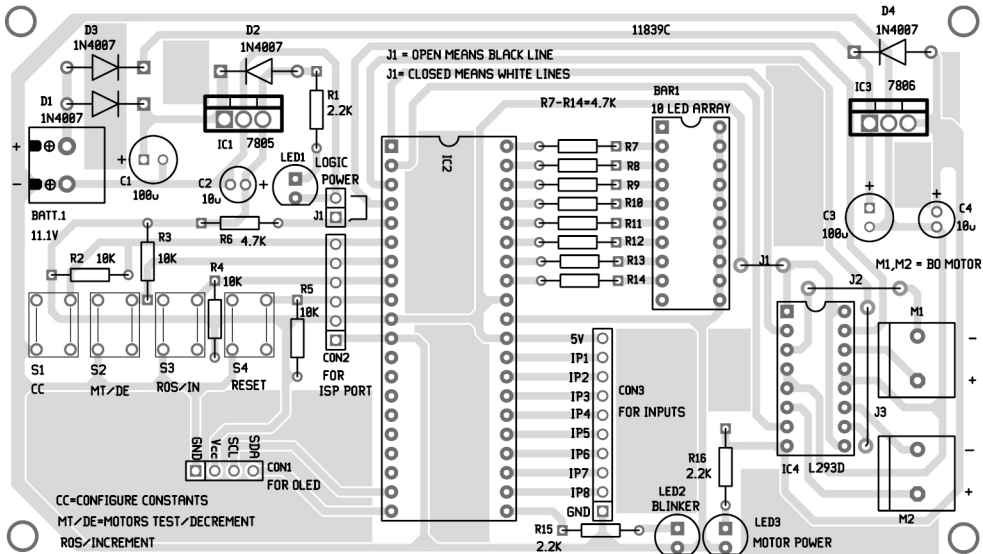 D3
1N4007
D2
1N4007
11839C
D4
1N4007
J1 = OPEN MEANS BLACK LINE
J1= CLOSED MEANS WHITE LINES
D1
1N4007
R1
2.2K
R7-R14=4.7K
BAR1
10 LED ARRAY
IC3 7806
+
-
IC1 7805
+
C1
100u
C2
10u
+
LED1
LOGIC
POWER
J1
IC2
R7
R8
R9
R10
R11
R12
R13
R14
+
C3
100u
+
C4
10u
BATT.1
11.1V
R6 4.7K
R3
10K
R2 10K
R4
10K
R5
10K
J1
M1,M2 = BO MOTOR
J2
M1
-
+
S1
CC
S2
MT/DE
S3
ROS/IN
S4
RESET
CON2
FOR
ISP PORT
5V
IP1
IP2
IP3
IP4
IP5
IP6
IP7
IP8
GND
CON3
FOR INPUTS
J3
GND
Vcc
SCL
SDA
CON1
FOR OLED
R16
2.2K
IC4 L293D
-
+
M2
CC=CONFIGURE CONSTANTS
MT/DE=MOTORS TEST/DECREMENT
ROS/INCREMENT
R15
2.2K
LED2
BLINKER
LED3
MOTOR POWER